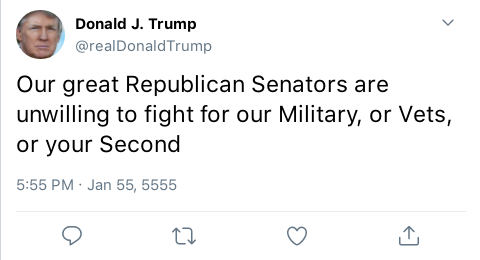 Donald J. Trump
@realDonaldTrump
Our great Republican Senators are
unwilling to fight for our Military, or Vets,
or your Second
5:55 PM · Jan 55, 5555